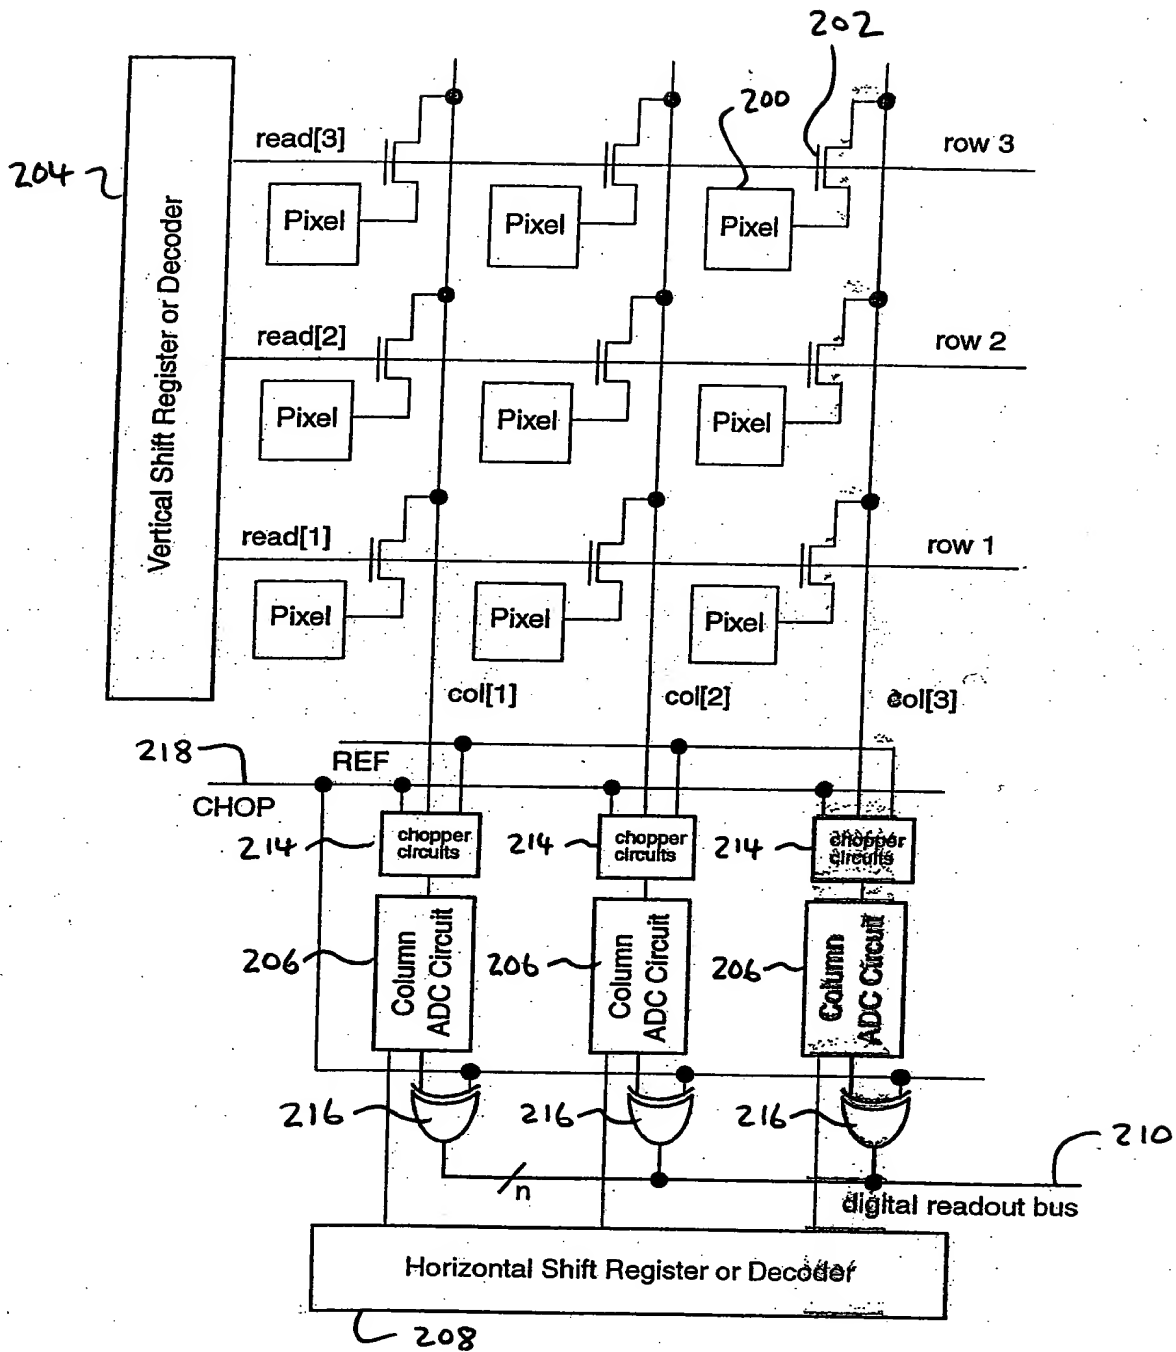 202
200
read[3]
row 3
204
Pixel
Pixel
Pixel
Vertical Shift Register or Decoder
read[2]
row 2
Pixel
Pixel
Pixel
read[1]
row 1
Pixel
Pixel
Pixel
col[1]
col[2]
col[3]
218
REF
CHOP
214
chopper
circuits
214
chopper
circuits
214
chopper
circuits
206
Column
ADC Circuit
206
Column
ADC Circuit
206
Column
ADC Circuit
216
216
216
210
n
digital readout bus
Horizontal Shift Register or Decoder
208